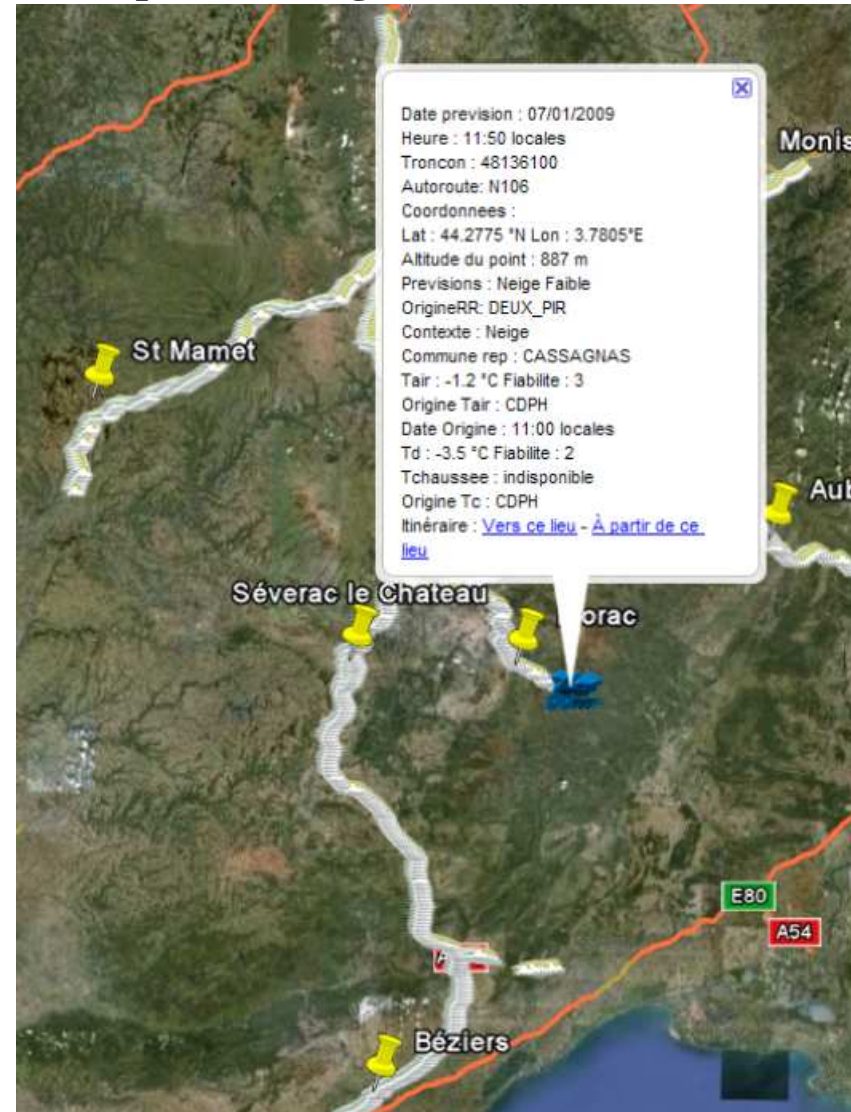 Date prevision : 07/01/2009
Heure : 11:50 locales
Troncon : 48136100
Autoroute: N106
Coordonnees :
Lat : 44.2775 °N Lon : 3.7805°E
Altitude du point : 887 m
Previsions : Neige Faible
OrigineRR: DEUX_PIR
Contexte : Neige
Commune rep : CASSAGNAS
Tair : -1.2 °C Fiabilite : 3
Origine Tair : CDPH
Date Origine : 11:00 locales
Td : -3.5 °C Fiabilite : 2
Tchaussee : indisponible
Origine Tc : CDPH
Itinéraire : Vers ce lieu - À partir de ce
lieu
Monis
St Mamet
Aub
Séverac le Chateau
orac
E80
A54
Béziers